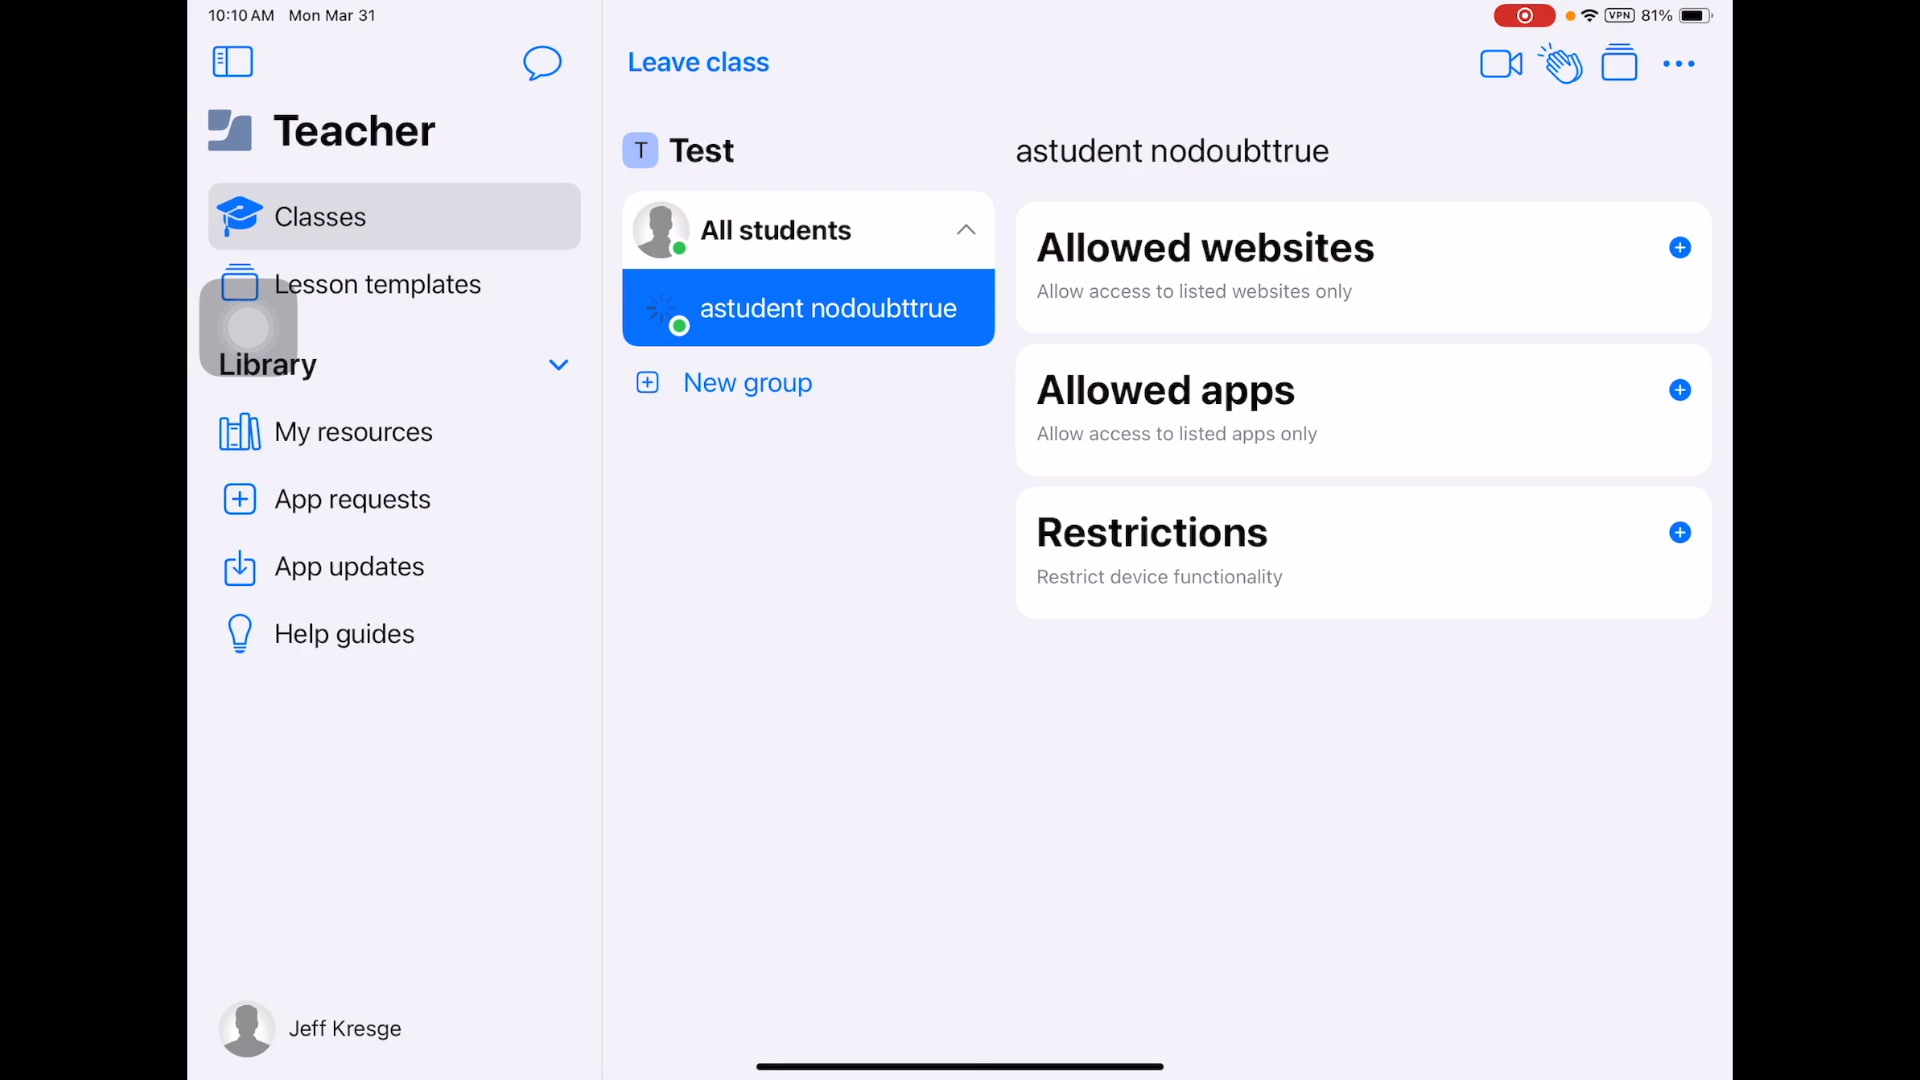 10:10 AM Mon Mar 31
VPN 81%
Leave class
Teacher
Classes
Lesson templates
Library
My resources
App requests
App updates
Help guides
Jeff Kresge
T Test
All students
astudent nodoubttrue
New group
astudent nodoubttrue
Allowed websites
Allow access to listed websites only
Allowed apps
Allow access to listed apps only
Restrictions
Restrict device functionality